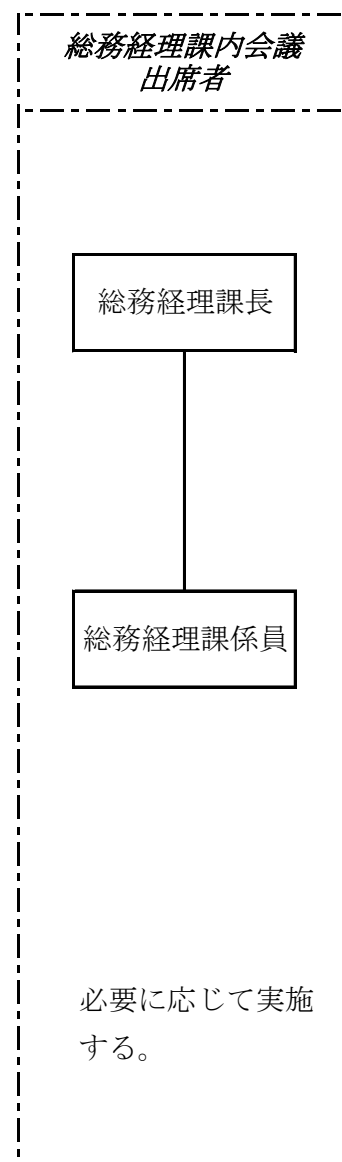 総務経理課内会議
出席者
総務経理課長
総務経理課係員
必要に応じて実施
する。